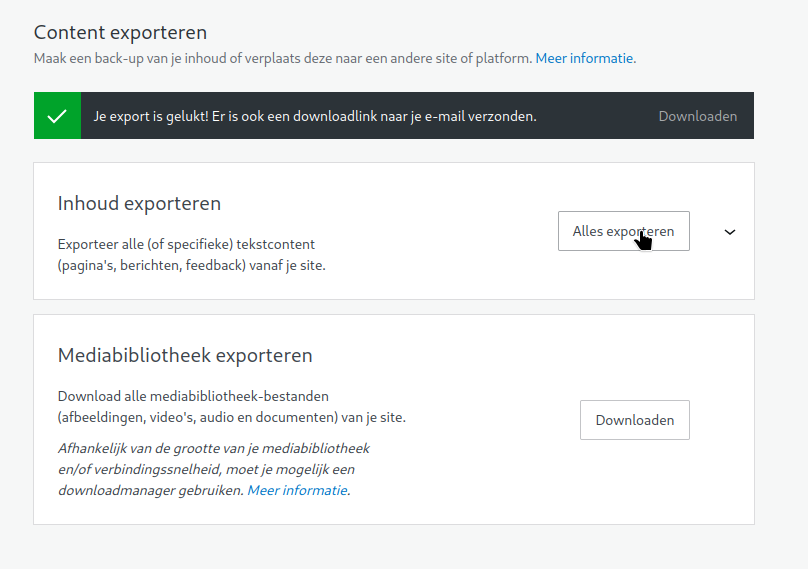 Content exporteren
Maak een back-up van je inhoud of verplaats deze naar een andere site of platform. Meer informatie.
Je export is gelukt! Er is ook een downloadlink naar je e-mail verzonden. Downloaden
Inhoud exporteren
Alles exporteren
Exporteer alle (of specifieke) tekstcontent
(pagina's, berichten, feedback) vanaf je site.
Mediabibliotheek exporteren
Download alle mediabibliotheek-bestanden
(afbeeldingen, video's, audio en documenten) van je site.
Downloaden
Afhankelijk van de grootte van je mediabibliotheek
en/of verbindingssnelheid, moet je mogelijk een
downloadmanager gebruiken. Meer informatie.